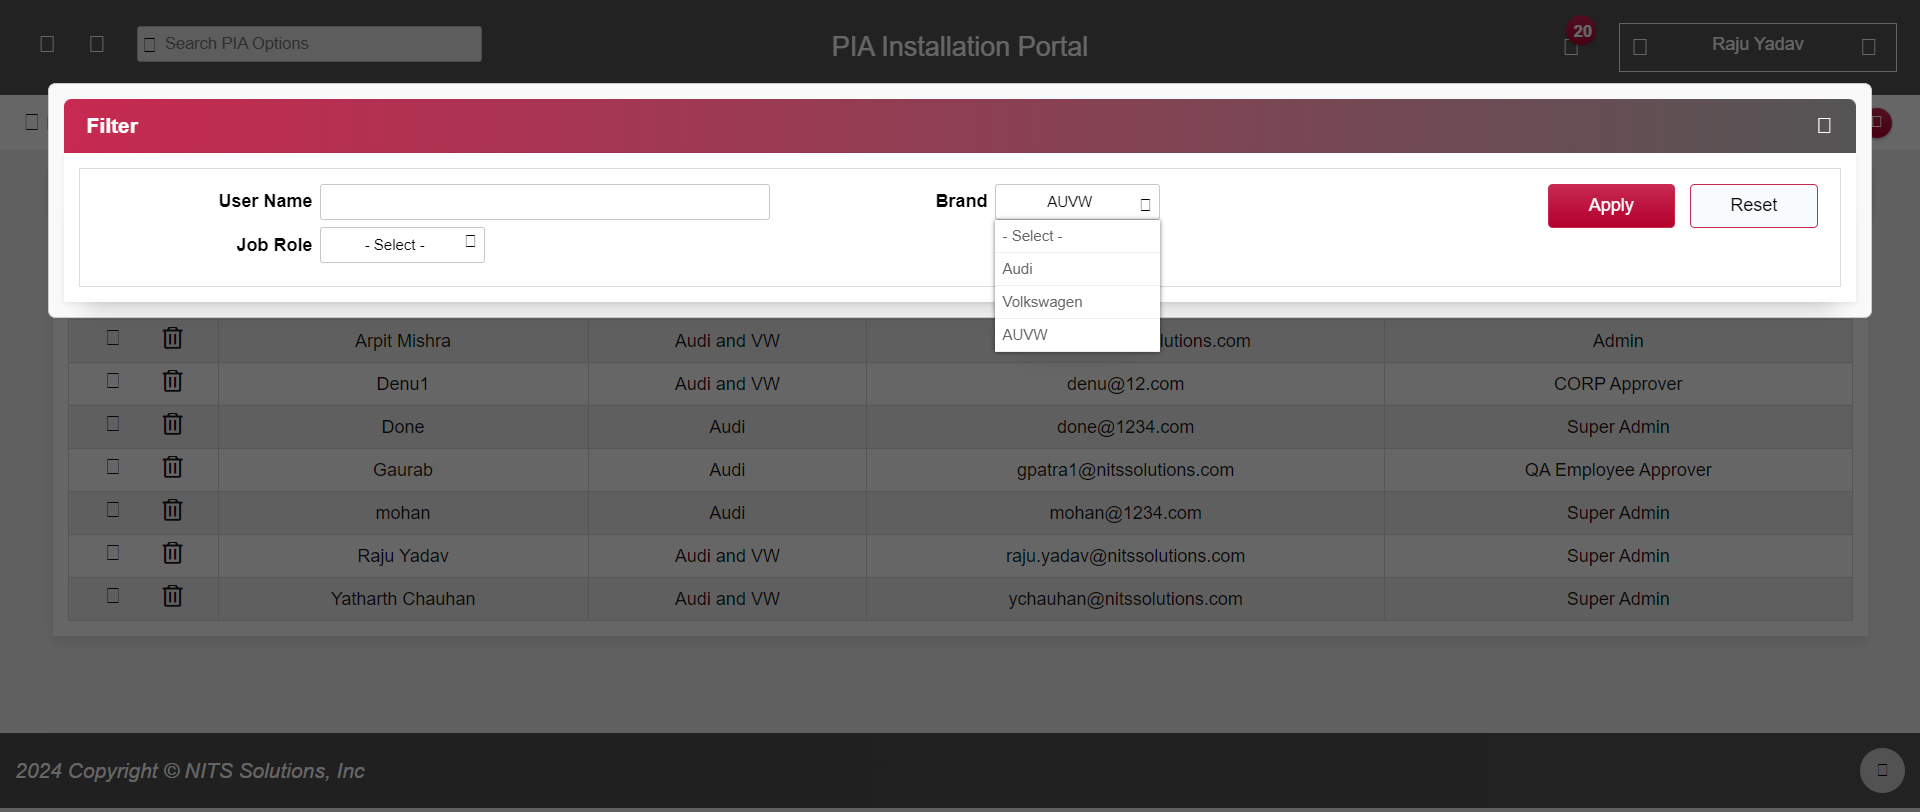 Search PIA Options
PIA Installation Portal
20
Raju Yadav
Filter
User Name
Brand
AUVW
Apply
Reset
Job Role
- Select -
- Select -
Audi
Volkswagen
AUVW
Arpit Mishra Audi and VW lutions.com Admin
Denu1 Audi and VW denu@12.com CORP Approver
Done Audi done@1234.com Super Admin
Gaurab Audi gpatra1@nitssolutions.com QA Employee Approver
mohan Audi mohan@1234.com Super Admin
Raju Yadav Audi and VW raju.yadav@nitssolutions.com Super Admin
Yatharth Chauhan Audi and VW ychauhan@nitssolutions.com Super Admin
2024 Copyright © NITS Solutions, Inc